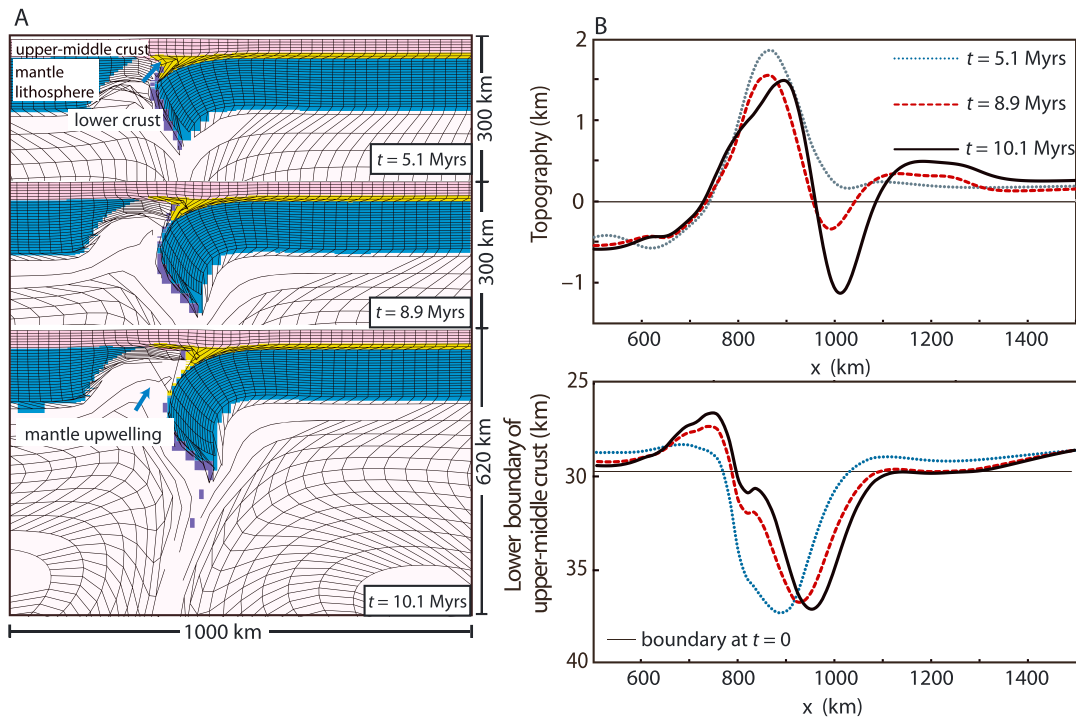 A
upper-middle crust
mantle
lithosphere
lower crust
300 km
t = 5.1 Myrs
300 km
t = 8.9 Myrs
mantle upwelling
620 km
t = 10.1 Myrs
1000 km
B
2
1
0
−1
Topography (km)
t = 5.1 Myrs
t = 8.9 Myrs
t = 10.1 Myrs
600 800 1000 1200 1400
x (km)
25
30
35
40
Lower boundary of
upper-middle crust (km)
boundary at t = 0
600 800 1000 1200 1400
x (km)